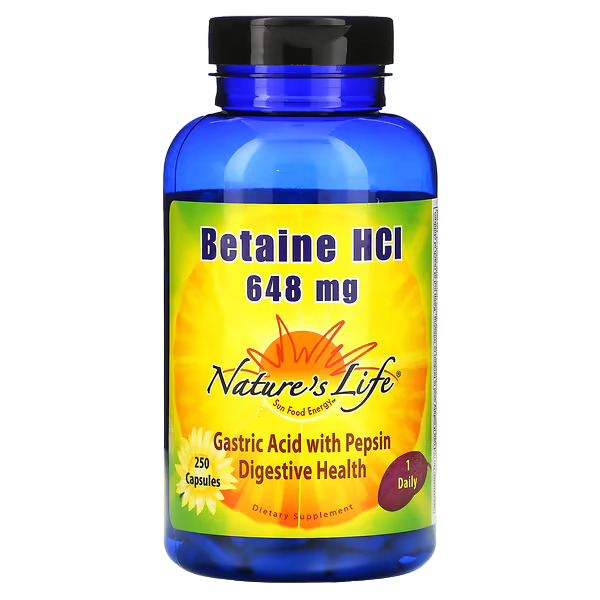 Betaine HCl
648 mg
Nature's Life®
Sun Food Energy™
Gastric Acid with Pepsin
Digestive Health
250
Capsules
1
Daily
Dietary Supplement